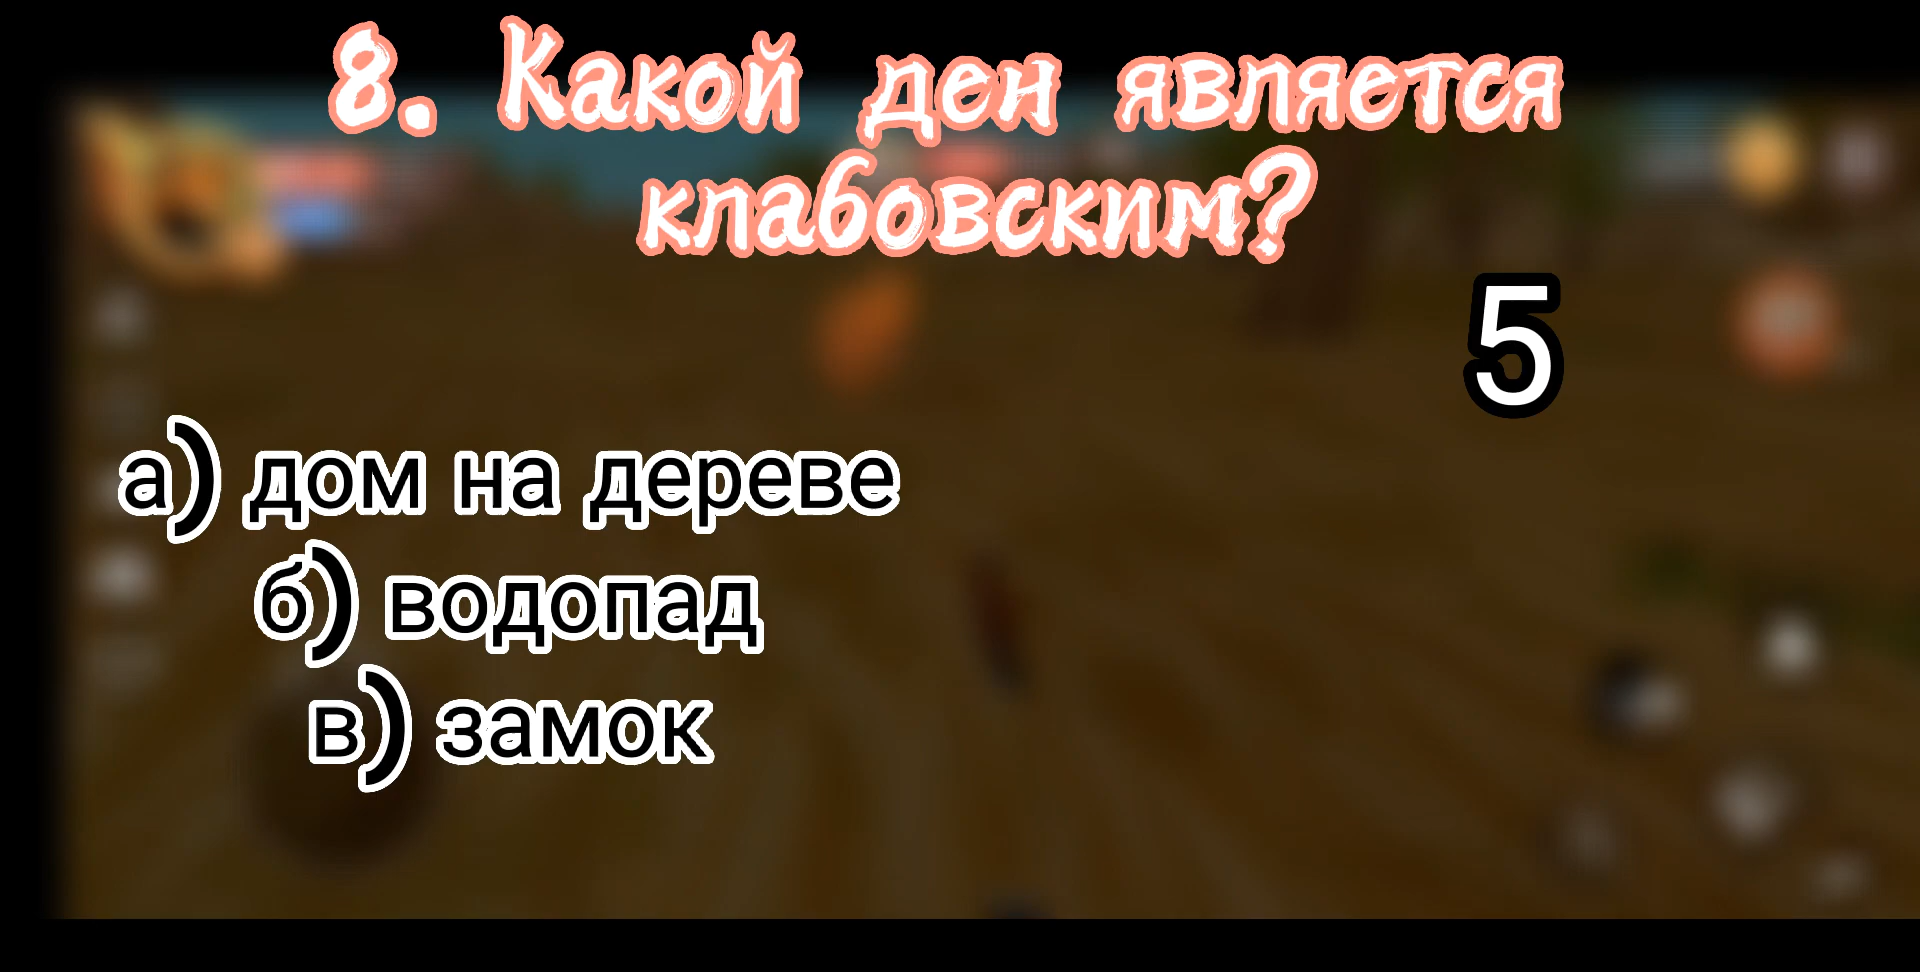 8. Какой ден является
клабовским?
5
а) дом на дереве
б) водопад
в) замок